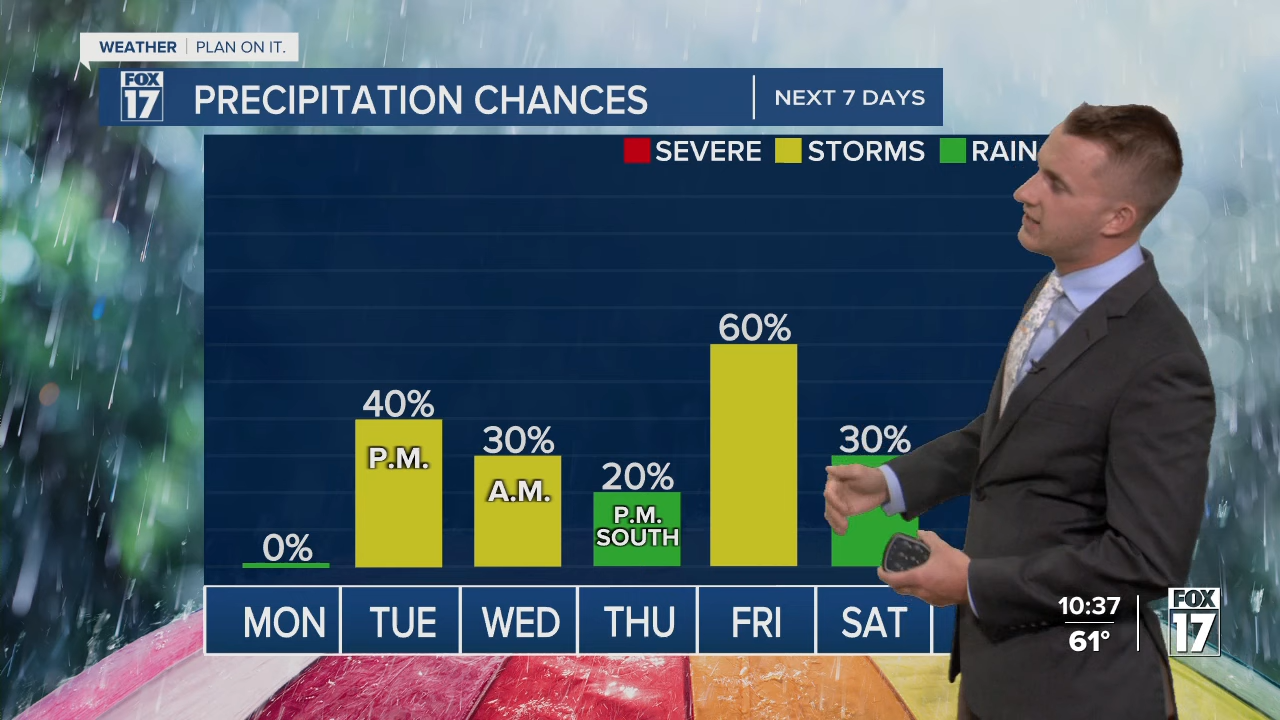 WEATHER | PLAN ON IT.
FOX
17
PRECIPITATION CHANCES
NEXT 7 DAYS
SEVERE STORMS RAIN
60%
40%
30%
30%
20%
P.M.
A.M.
P.M.
SOUTH
0%
MON TUE WED THU FRI SAT
10:37
61°
FOX
17